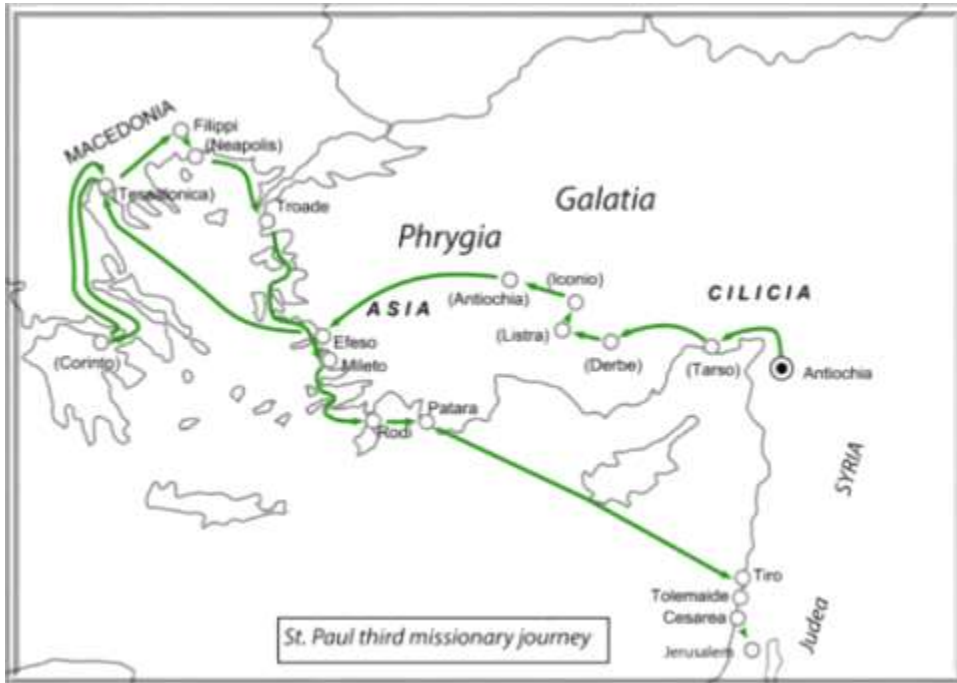 MACEDONIA
Filippi
(Neapolis)
(Tessalonica)
Troade
Galatia
Phrygia
(Iconio)
CILICIA
(Antiochia)
ASIA
(Listra)
Efeso
(Corinto)
(Derbe)
(Tarso)
Mileto
Antiochia
Patara
Rodi
SYRIA
Tiro
Tolemaide
Cesarea
Judea
St. Paul third missionary journey
Jerusalem